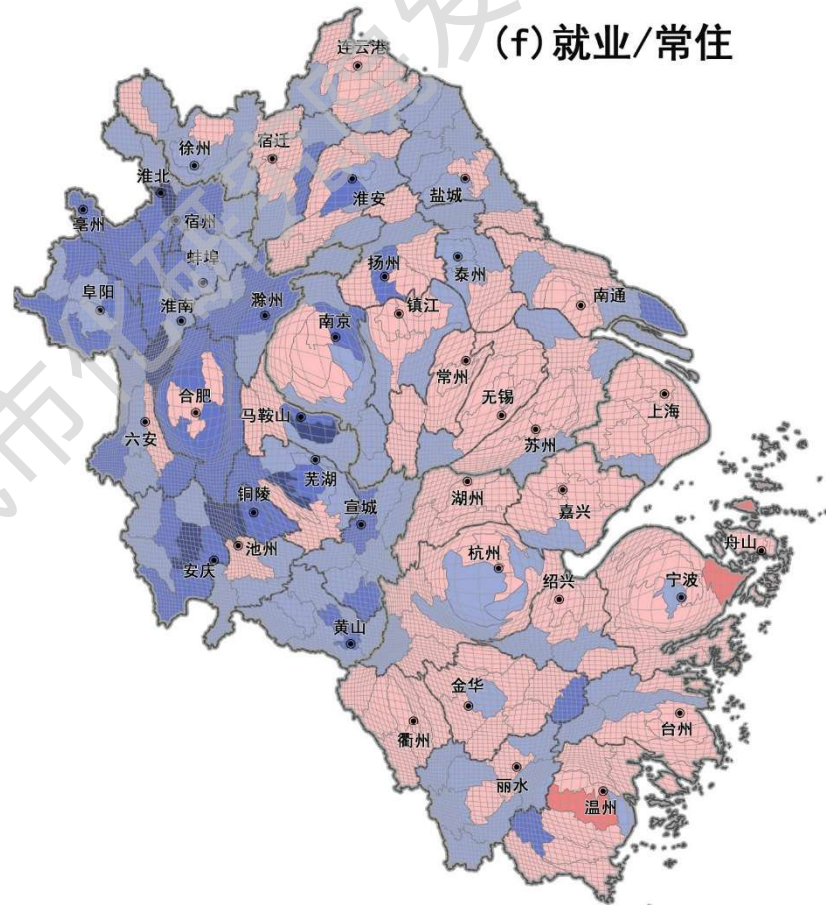 (f)就业/常住
连云港
徐州
宿迁
淮北
淮安
盐城
亳州
宿州
蚌埠
扬州
泰州
阜阳
淮南
滁州
南京
镇江
南通
常州
合肥
马鞍山
无锡
上海
六安
苏州
芜湖
湖州
嘉兴
铜陵
宣城
池州
杭州
舟山
安庆
绍兴
宁波
黄山
金华
衢州
台州
丽水
温州